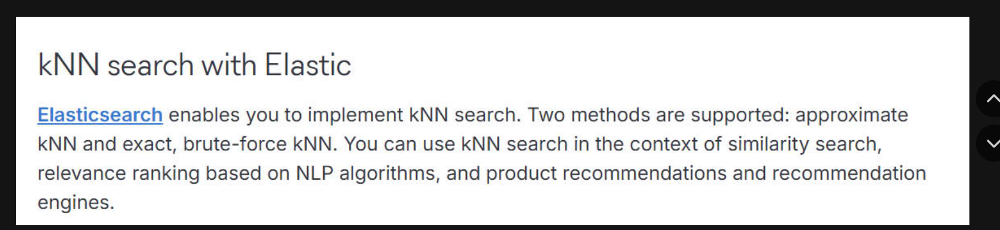 kNN search with Elastic
Elasticsearch enables you to implement kNN search. Two methods are supported: approximate
kNN and exact, brute-force kNN. You can use kNN search in the context of similarity search,
relevance ranking based on NLP algorithms, and product recommendations and recommendation
engines.